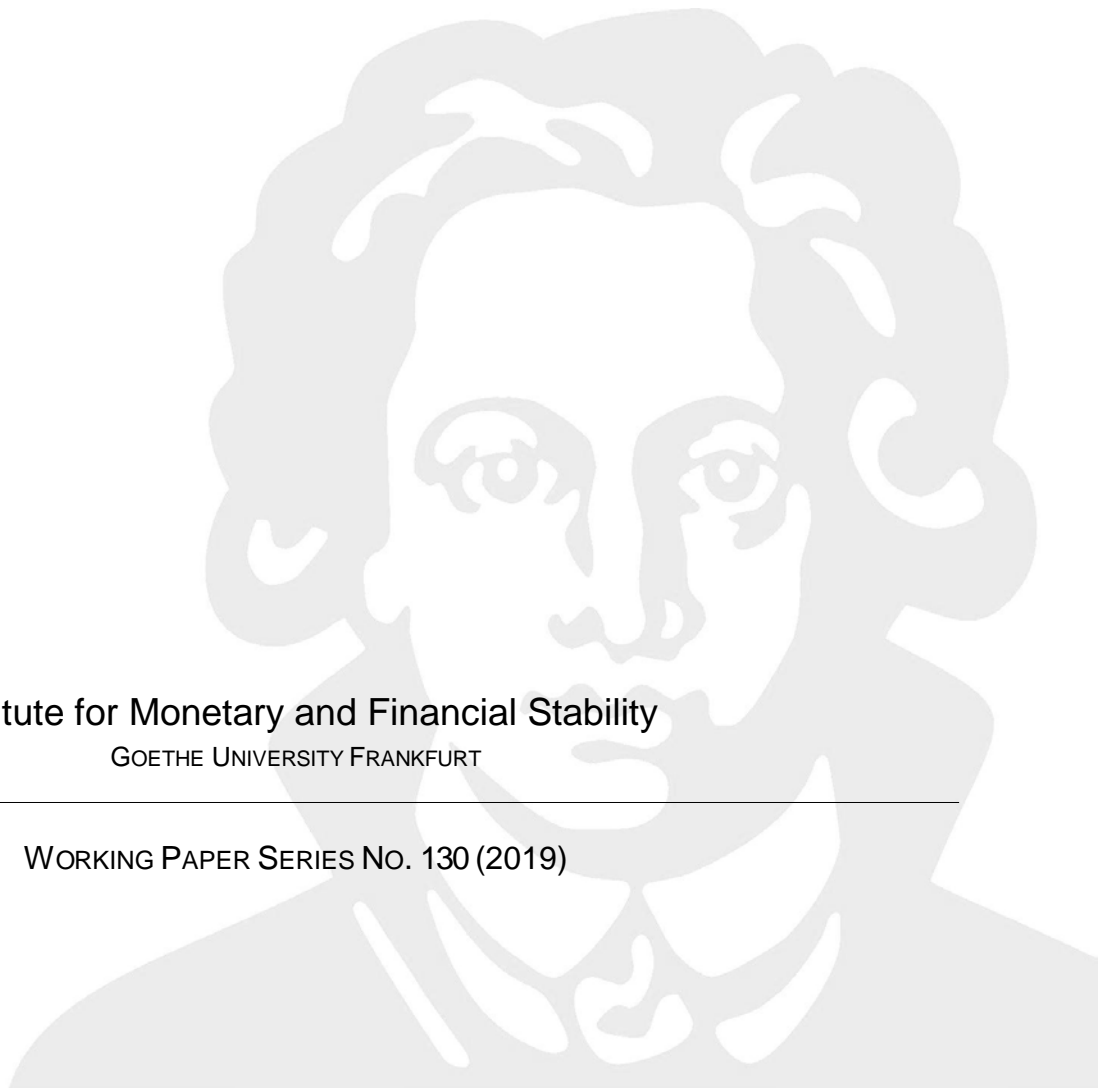 tute for Monetary and Financial Stability
GOETHE UNIVERSITY FRANKFURT
WORKING PAPER SERIES NO. 130 (2019)